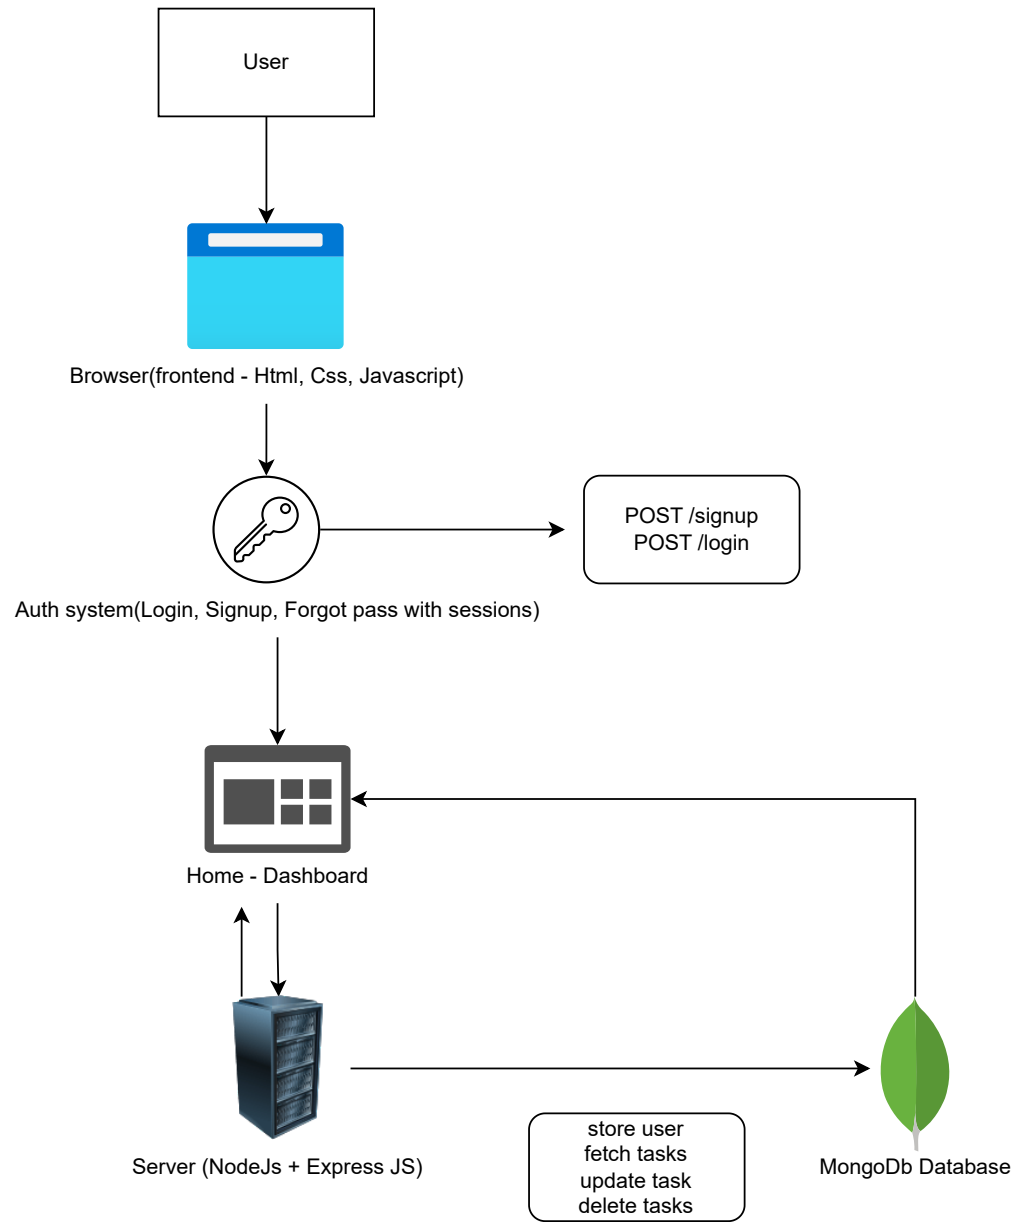 User
Browser(frontend - Html, Css, Javascript)
POST /signup
POST /login
Auth system(Login, Signup, Forgot pass with sessions)
Home - Dashboard
store user
fetch tasks
update task
delete tasks
Server (NodeJs + Express JS)
MongoDb Database